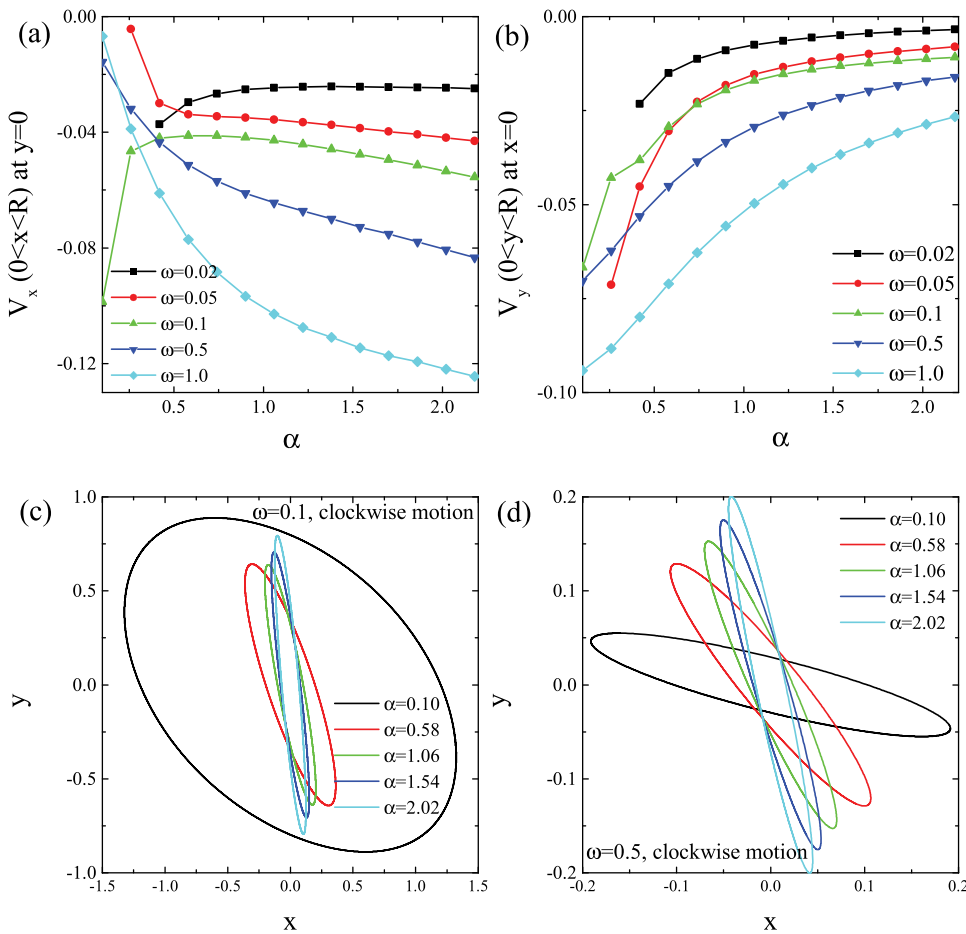 (a)
0.00
-0.04
-0.08
-0.12
V_x (0<x<R) at y=0
ω=0.02
ω=0.05
ω=0.1
ω=0.5
ω=1.0
0.5 1.0 1.5 2.0
α
(b)
0.00
-0.05
-0.10
V_y (0<y<R) at x=0
ω=0.02
ω=0.05
ω=0.1
ω=0.5
ω=1.0
0.5 1.0 1.5 2.0
α
(c)
1.0
0.5
0.0
-0.5
-1.0
y
ω=0.1, clockwise motion
α=0.10
α=0.58
α=1.06
α=1.54
α=2.02
-1.5 -1.0 -0.5 0.0 0.5 1.0 1.5
x
(d)
0.2
0.1
0.0
-0.1
-0.2
y
α=0.10
α=0.58
α=1.06
α=1.54
α=2.02
ω=0.5, clockwise motion
-0.2 -0.1 0.0 0.1 0.2
x